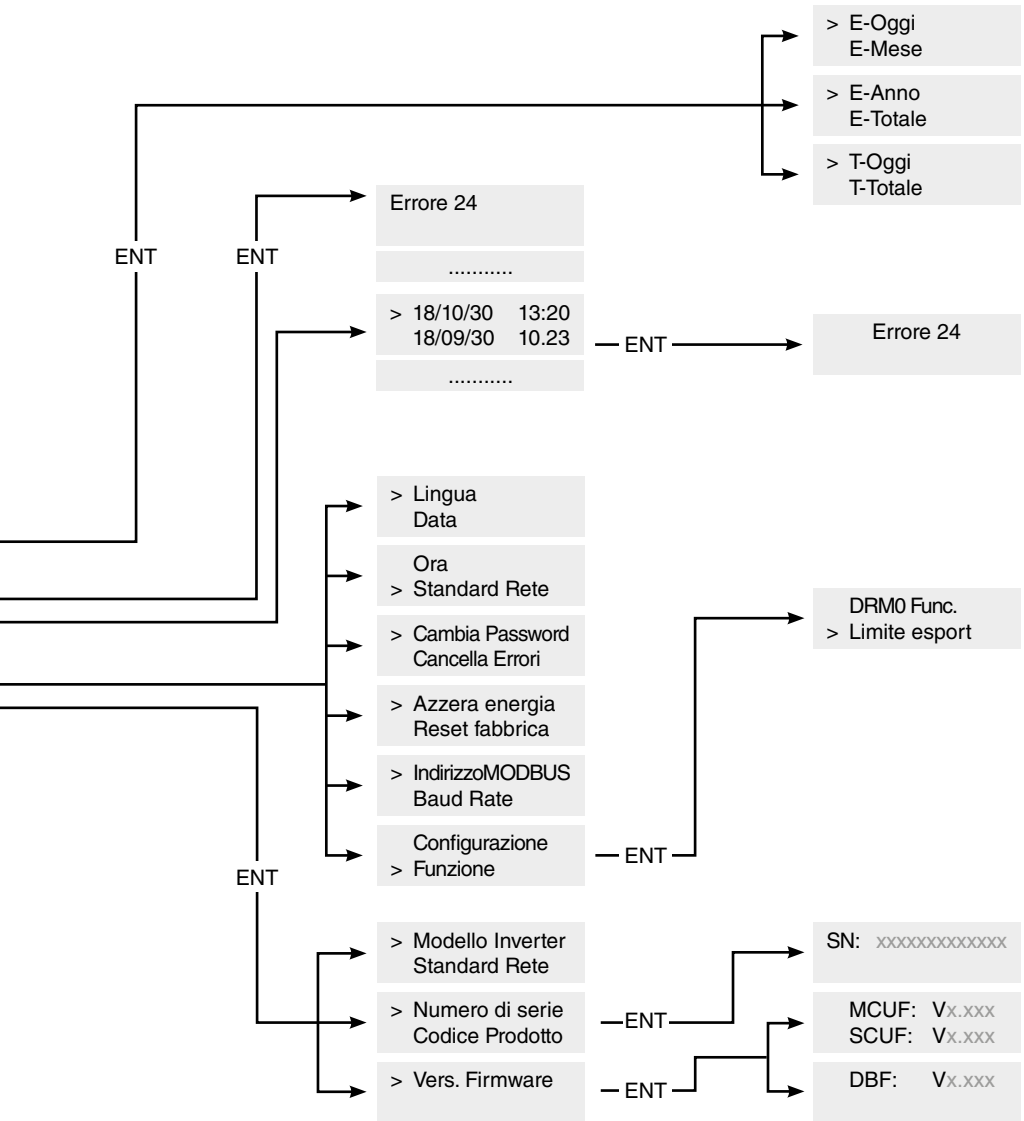 > E-Oggi
E-Mese
> E-Anno
E-Totale
> T-Oggi
T-Totale
Errore 24
ENT
ENT
...........
> 18/10/30 13:20
18/09/30 10.23
ENT
Errore 24
...........
> Lingua
Data
Ora
> Standard Rete
DRM0 Func.
> Limite esport
> Cambia Password
Cancella Errori
> Azzera energia
Reset fabbrica
> IndirizzoMODBUS
Baud Rate
Configurazione
> Funzione
ENT
ENT
> Modello Inverter
Standard Rete
SN: xxxxxxxxxxxxx
> Numero di serie
Codice Prodotto
ENT
MCUF: Vx.xxx
SCUF: Vx.xxx
> Vers. Firmware
ENT
DBF: Vx.xxx